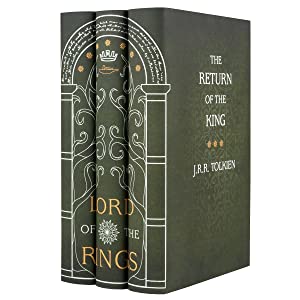 LORD
OF THE
RINGS
THE
RETURN
OF THE
KING
J.R.R. TOLKIEN